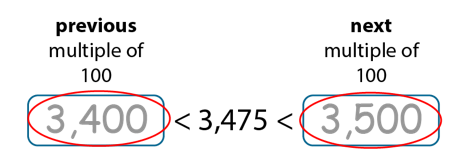 previous
multiple of
100
next
multiple of
100
3,400 < 3,475 < 3,500